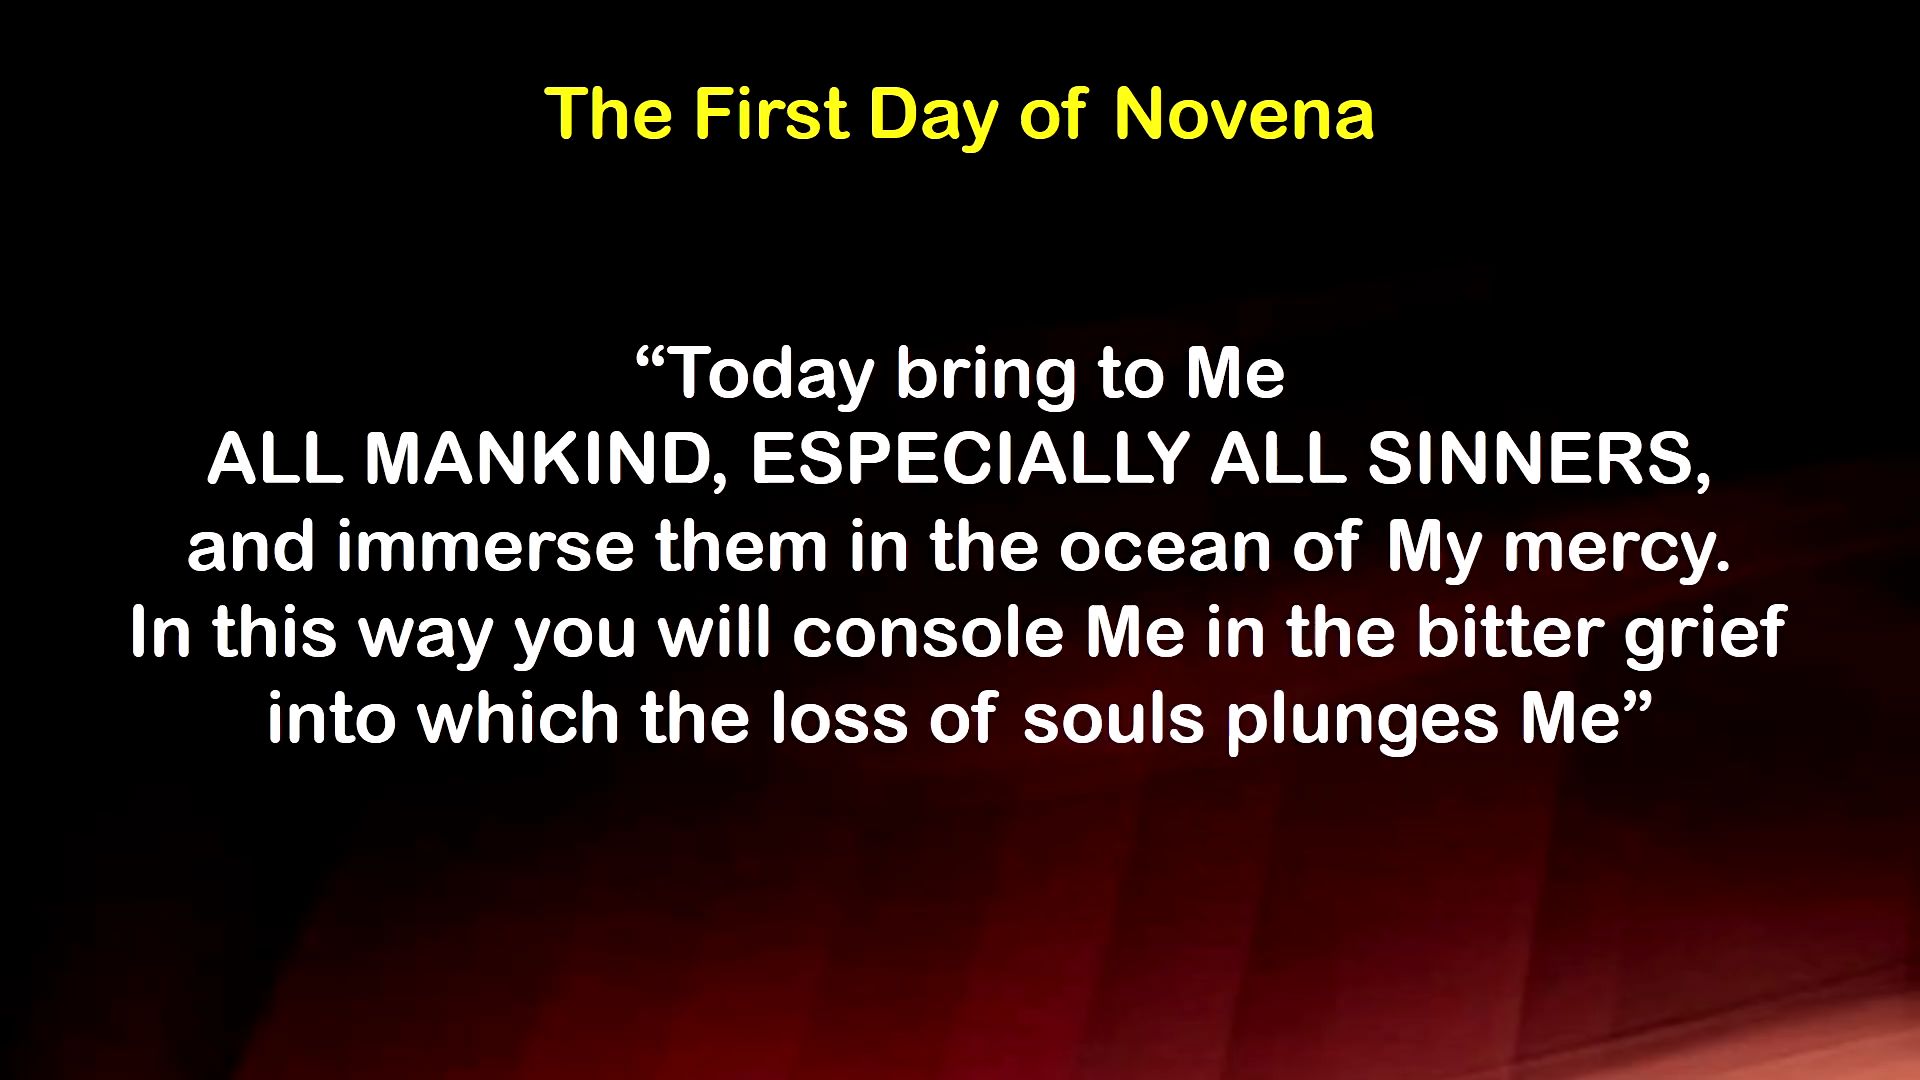 The First Day of Novena
“Today bring to Me
ALL MANKIND, ESPECIALLY ALL SINNERS,
and immerse them in the ocean of My mercy.
In this way you will console Me in the bitter grief
into which the loss of souls plunges Me”